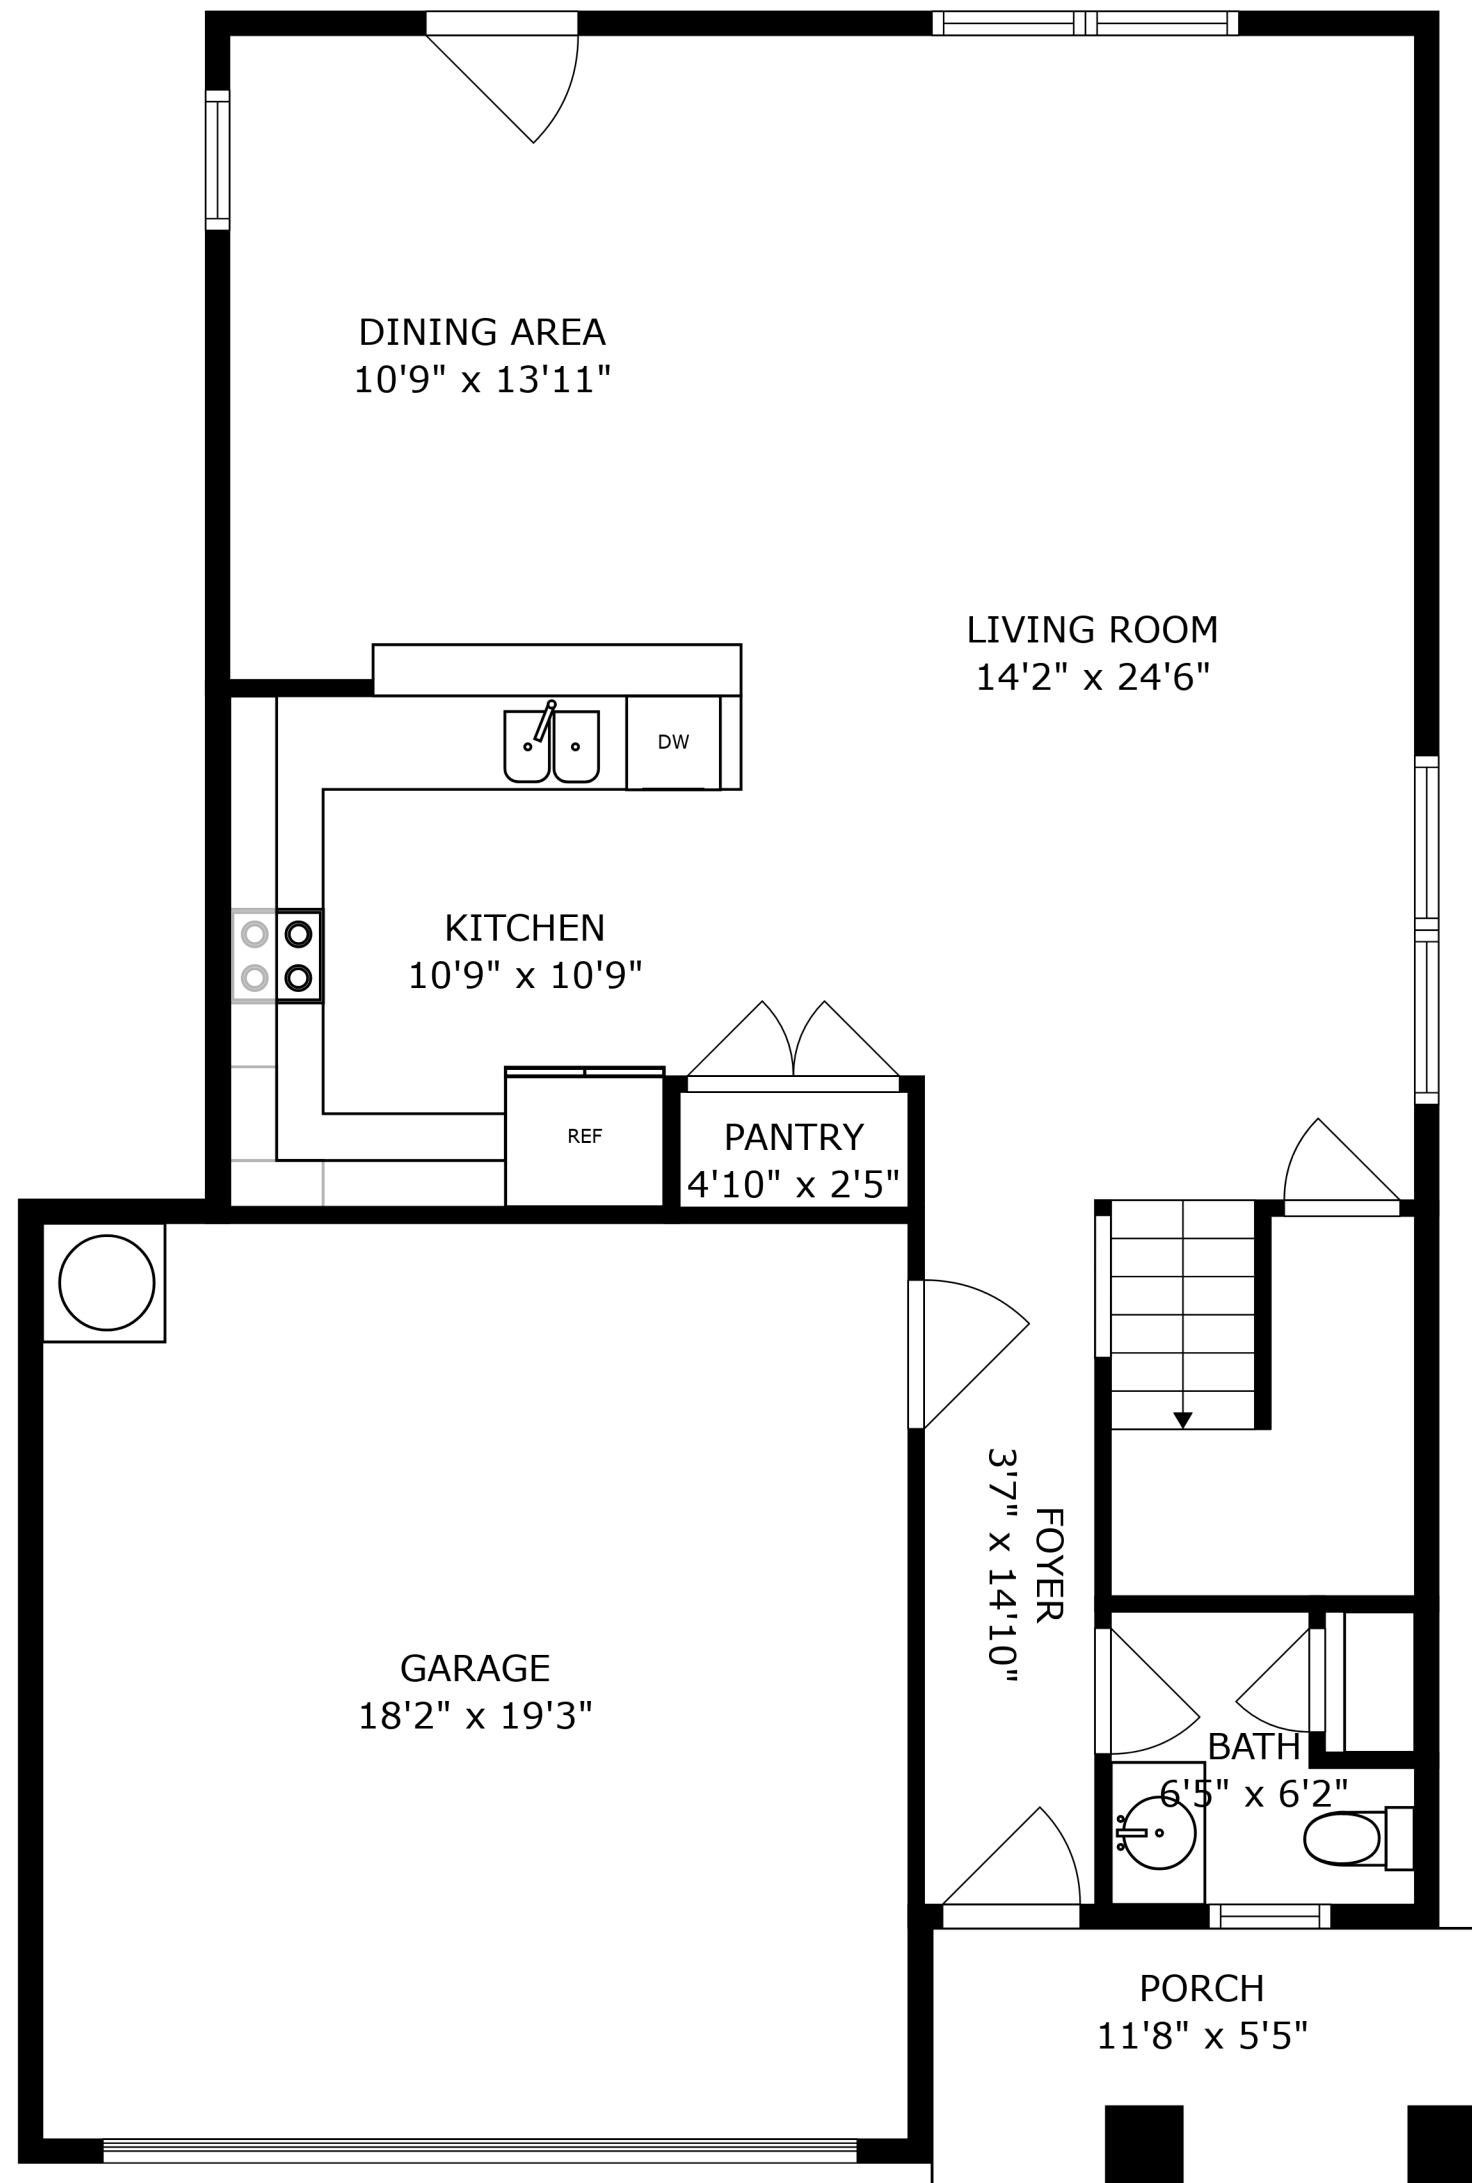 DINING AREA
10'9" x 13'11"
LIVING ROOM
14'2" x 24'6"
DW
KITCHEN
10'9" x 10'9"
REF
PANTRY
4'10" x 2'5"
FOYER
3'7" x 14'10"
GARAGE
18'2" x 19'3"
BATH
6'5" x 6'2"
PORCH
11'8" x 5'5"